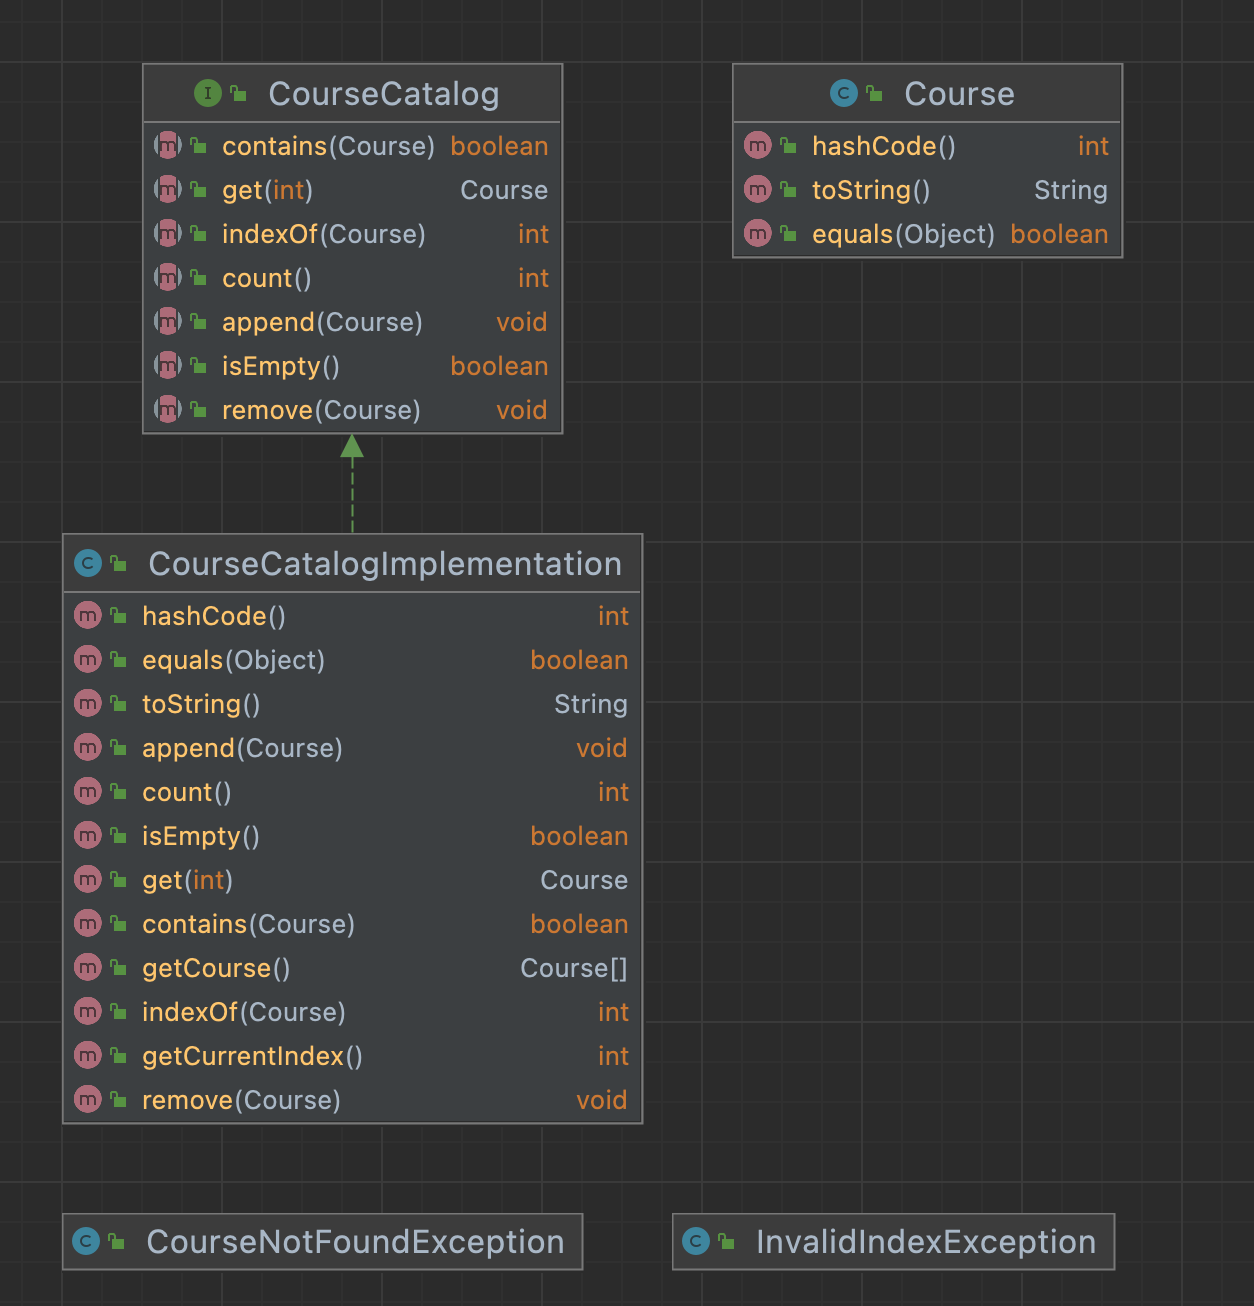 CourseCatalog
contains(Course) boolean
get(int) Course
indexOf(Course) int
count() int
append(Course) void
isEmpty() boolean
remove(Course) void
Course
hashCode() int
toString() String
equals(Object) boolean
CourseCatalogImplementation
hashCode() int
equals(Object) boolean
toString() String
append(Course) void
count() int
isEmpty() boolean
get(int) Course
contains(Course) boolean
getCourse() Course[]
indexOf(Course) int
getCurrentIndex() int
remove(Course) void
CourseNotFoundException
InvalidIndexException